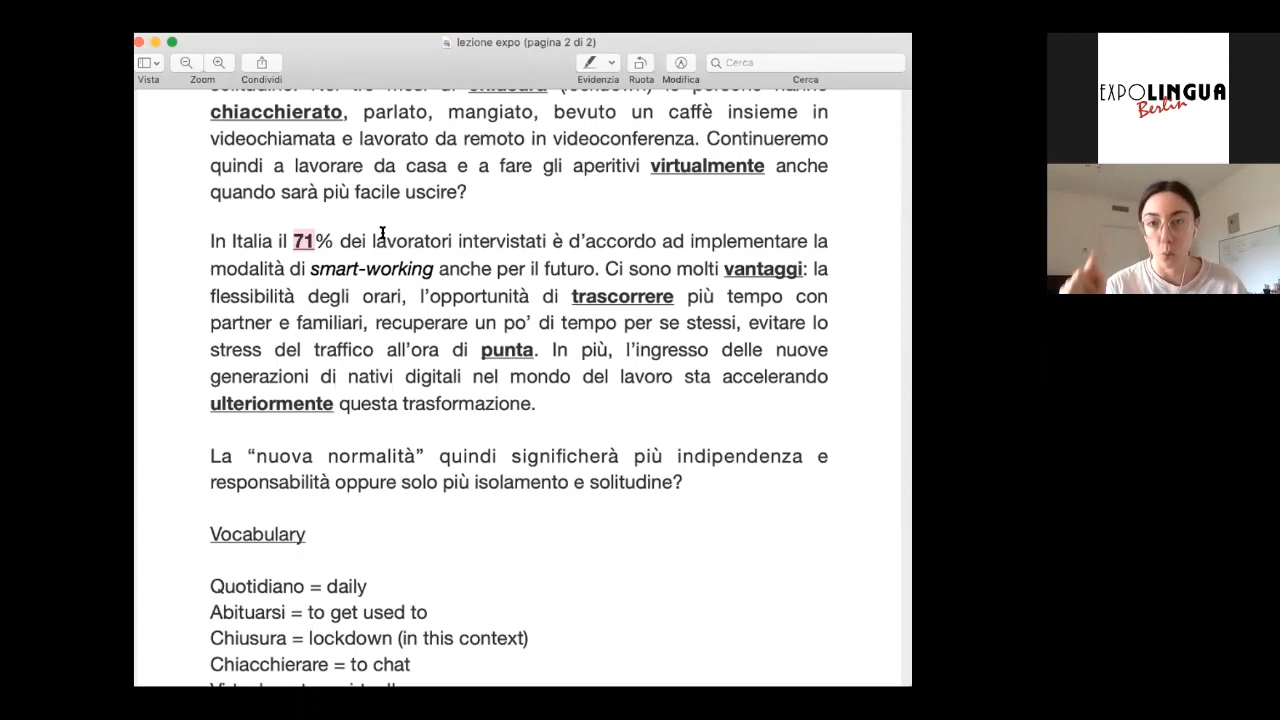 lezione expo (pagina 2 di 2)
Vista
Zoom
Condividi
Evidenzia
Ruota
Modifica
Cerca
Cerca
chiacchierato, parlato, mangiato, bevuto un caffè insieme in
videochiamata e lavorato da remoto in videoconferenza. Continueremo
quindi a lavorare da casa e a fare gli aperitivi virtualmente anche
quando sarà più facile uscire?
In Italia il 71% dei lavoratori intervistati è d’accordo ad implementare la
modalità di smart-working anche per il futuro. Ci sono molti vantaggi: la
flessibilità degli orari, l’opportunità di trascorrere più tempo con
partner e familiari, recuperare un po’ di tempo per se stessi, evitare lo
stress del traffico all’ora di punta. In più, l’ingresso delle nuove
generazioni di nativi digitali nel mondo del lavoro sta accelerando
ulteriormente questa trasformazione.
La “nuova normalità” quindi significherà più indipendenza e
responsabilità oppure solo più isolamento e solitudine?
Vocabulary
Quotidiano = daily
Abituarsi = to get used to
Chiusura = lockdown (in this context)
Chiacchierare = to chat
EXPOLINGUA
Berlin